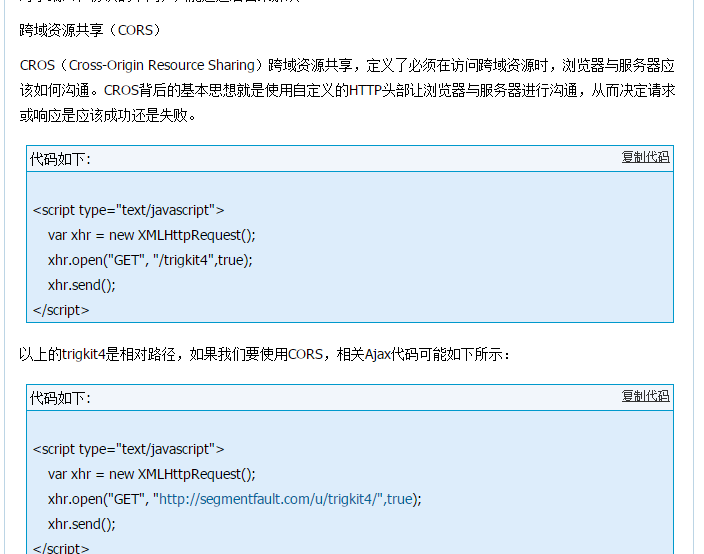 跨域资源共享（CORS）
CROS（Cross-Origin Resource Sharing）跨域资源共享，定义了必须在访问跨域资源时，浏览器与服务器应
该如何沟通。CROS背后的基本思想就是使用自定义的HTTP头部让浏览器与服务器进行沟通，从而决定请求
或响应是应该成功还是失败。
代码如下: 复制代码
<script type="text/javascript">
var xhr = new XMLHttpRequest();
xhr.open("GET", "/trigkit4",true);
xhr.send();
</script>
以上的trigkit4是相对路径，如果我们要使用CORS，相关Ajax代码可能如下所示：
代码如下: 复制代码
<script type="text/javascript">
var xhr = new XMLHttpRequest();
xhr.open("GET", "http://segmentfault.com/u/trigkit4/",true);
xhr.send();
</script>